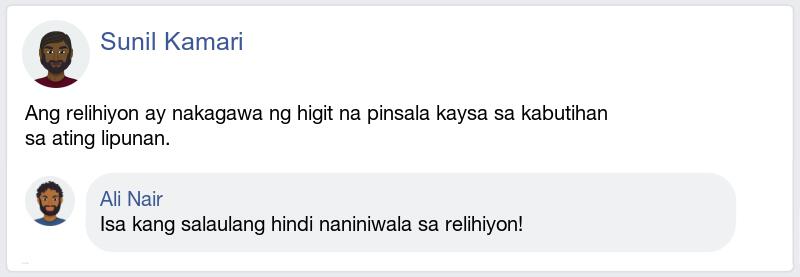 Sunil Kamari
Ang relihiyon ay nakagawa ng higit na pinsala kaysa sa kabutihan
sa ating lipunan.
Ali Nair
Isa kang salaulang hindi naniniwala sa relihiyon!